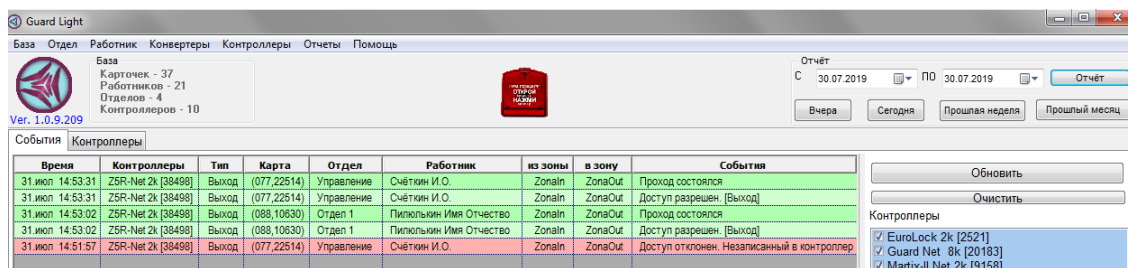 Guard Light
База Отдел Работник Конвертеры Контроллеры Отчеты Помощь
База
Карточек - 37
Работников - 21
Отделов - 4
Контроллеров - 10
Ver. 1.0.9.209
ПРИ ПОЖАРЕ
ОТКРОЙ
НАЖМИ
Отчёт
С 30.07.2019 ПО 30.07.2019 Отчёт
Вчера Сегодня Прошлая неделя Прошлый месяц
События Контроллеры
Время Контроллеры Тип Карта Отдел Работник из зоны в зону События
31.июл 14:53:31 Z5R-Net 2k [38498] Выход (077,22514) Управление Счёткин И.О. ZonaIn ZonaOut Проход состоялся
31.июл 14:53:31 Z5R-Net 2k [38498] Выход (077,22514) Управление Счёткин И.О. ZonaIn ZonaOut Доступ разрешен. [Выход]
31.июл 14:53:02 Z5R-Net 2k [38498] Выход (088,10630) Отдел 1 Пилюлькин Имя Отчество ZonaIn ZonaOut Проход состоялся
31.июл 14:53:02 Z5R-Net 2k [38498] Выход (088,10630) Отдел 1 Пилюлькин Имя Отчество ZonaIn ZonaOut Доступ разрешен. [Выход]
31.июл 14:51:57 Z5R-Net 2k [38498] Выход (077,22514) Управление Счёткин И.О. ZonaIn ZonaOut Доступ отклонен. Незаписанный в контроллер
Обновить
Очистить
Контроллеры
EuroLock 2k [2521]
Guard Net 8k [20183]
Martix-II Net 2k [9158]